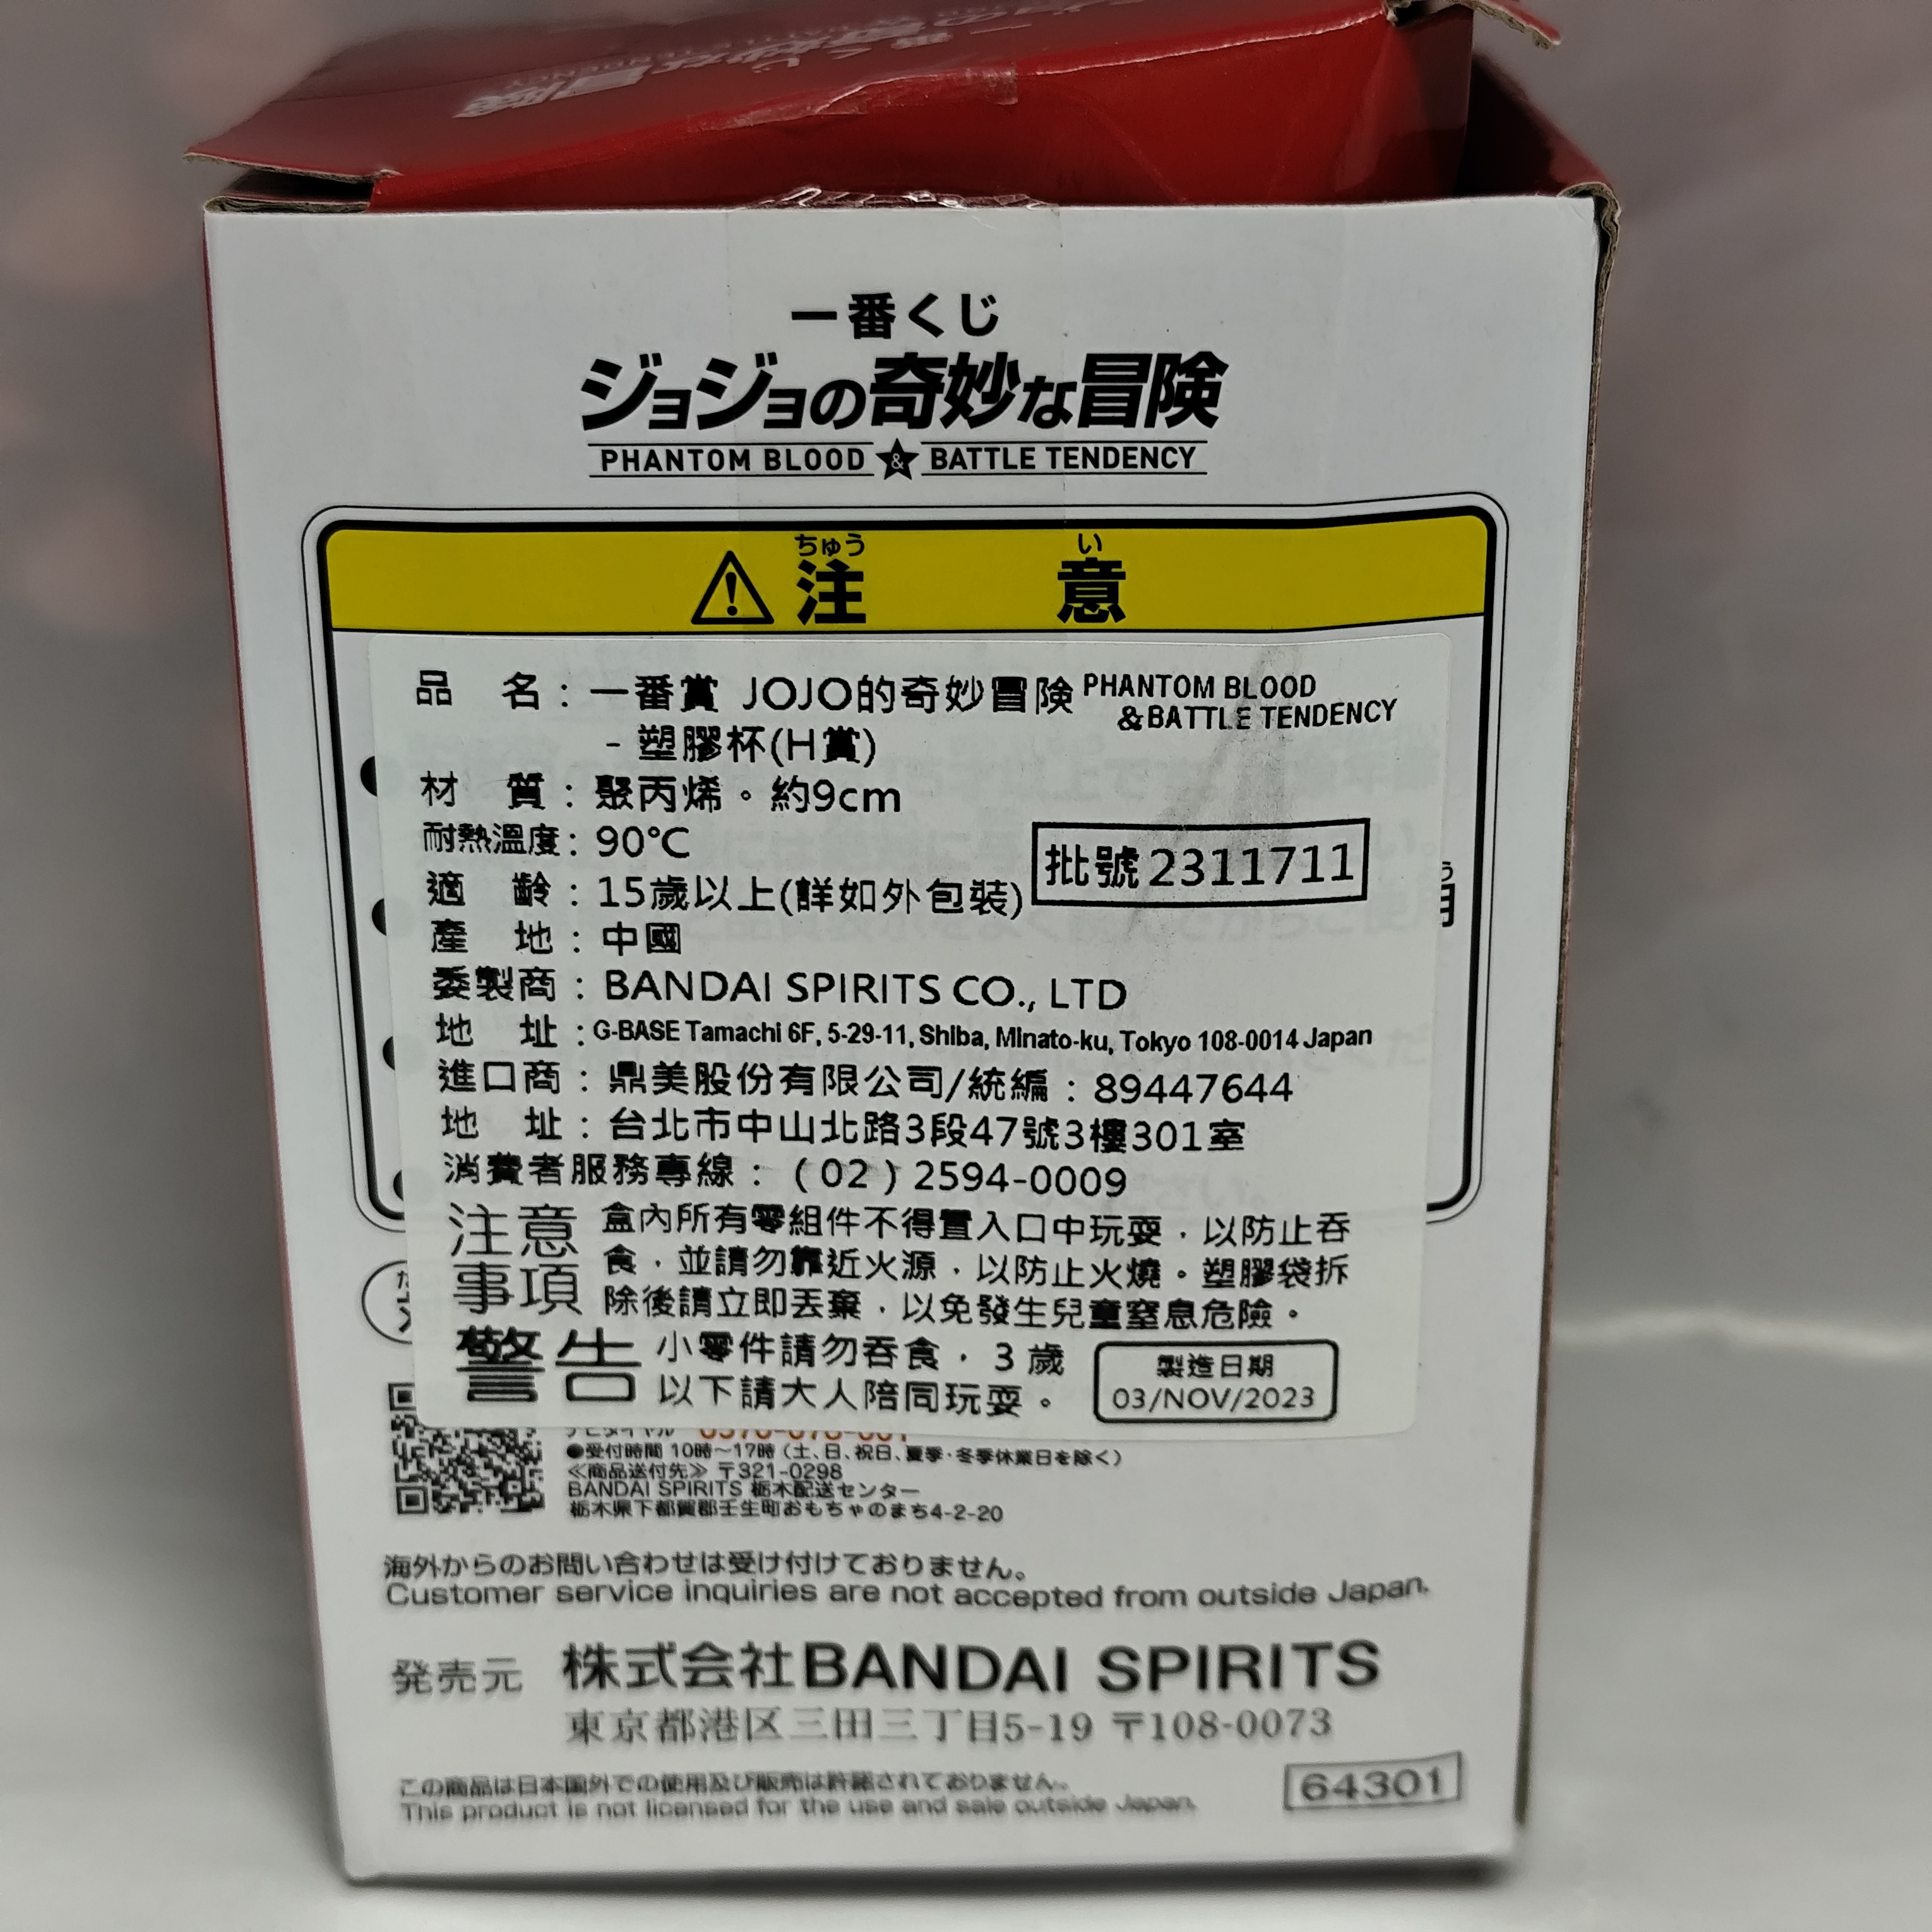 一番くじ
ジョジョの奇妙な冒険
PHANTOM BLOOD & BATTLE TENDENCY
ちゅう い
注 意
品 名：一番賞 JOJO的奇妙冒險 PHANTOM BLOOD
&BATTLE TENDENCY
- 塑膠杯(H賞)
材 質：聚丙烯。約9cm
耐熱溫度：90℃
批號2311711
適 齡：15歲以上(詳如外包裝)
產 地：中國
委製商：BANDAI SPIRITS CO., LTD
地 址：G-BASE Tamachi 6F, 5-29-11, Shiba, Minato-ku, Tokyo 108-0014 Japan
進口商：鼎美股份有限公司/統編：89447644
地 址：台北市中山北路3段47號3樓301室
消費者服務專線：(02)2594-0009
注意事項
盒內所有零組件不得置入口中玩耍，以防止吞
食，並請勿靠近火源，以防止火燒。塑膠袋拆
除後請立即丟棄，以免發生兒童窒息危險。
警告
小零件請勿吞食，3歲
以下請大人陪同玩耍。
製造日期
03/NOV/2023
●受付時間 10時～17時（土、日、祝日、夏季・冬季休業日を除く）
≪商品送付先≫ 〒321-0298
BANDAI SPIRITS 栃木配送センター
栃木県下都賀郡壬生町おもちゃのまち4-2-20
海外からのお問い合わせは受け付けておりません。
Customer service inquiries are not accepted from outside Japan.
発売元 株式会社BANDAI SPIRITS
東京都港区三田三丁目5-19 〒108-0073
この商品は日本国外での使用及び販売は許諾されておりません。
This product is not licensed for the use and sale outside Japan.
64301